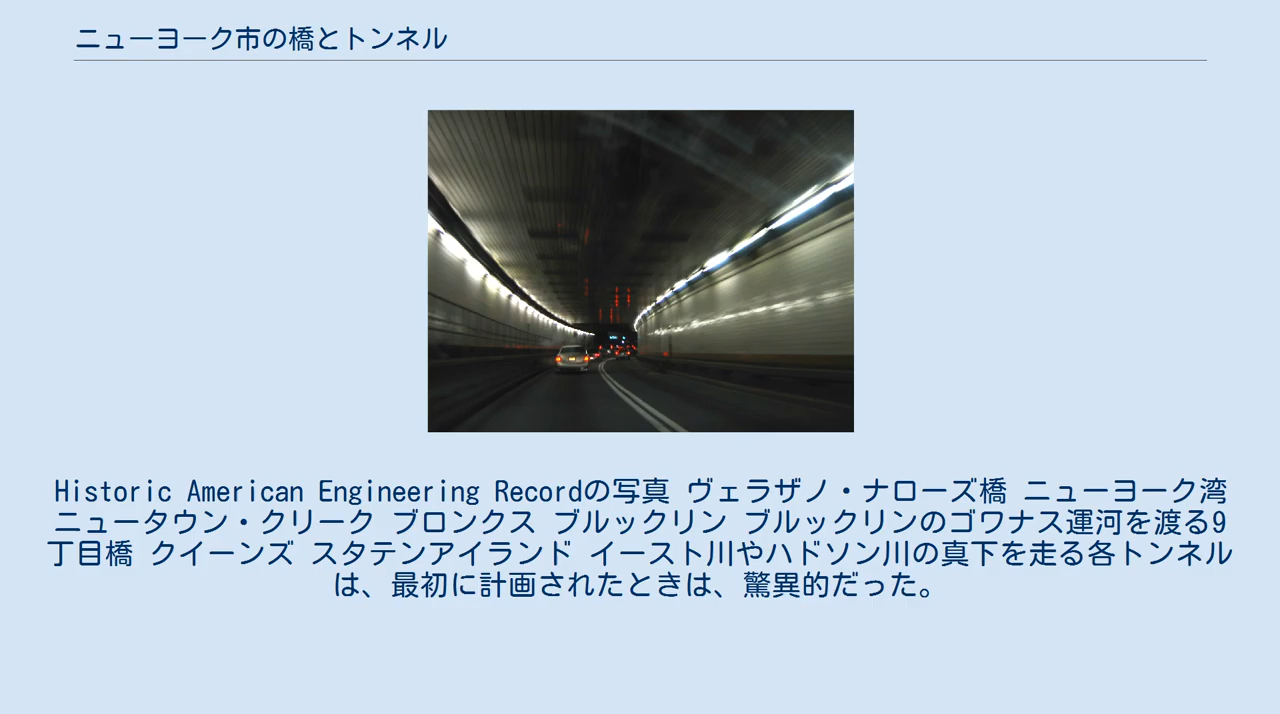 ニューヨーク市の橋とトンネル
Historic American Engineering Recordの写真 ヴェラザノ・ナローズ橋 ニューヨーク湾
ニュータウン・クリーク ブロンクス ブルックリン ブルックリンのゴワナス運河を渡る9
丁目橋 クイーンズ スタテンアイランド イースト川やハドソン川の真下を走る各トンネル
は、最初に計画されたときは、驚異的だった。